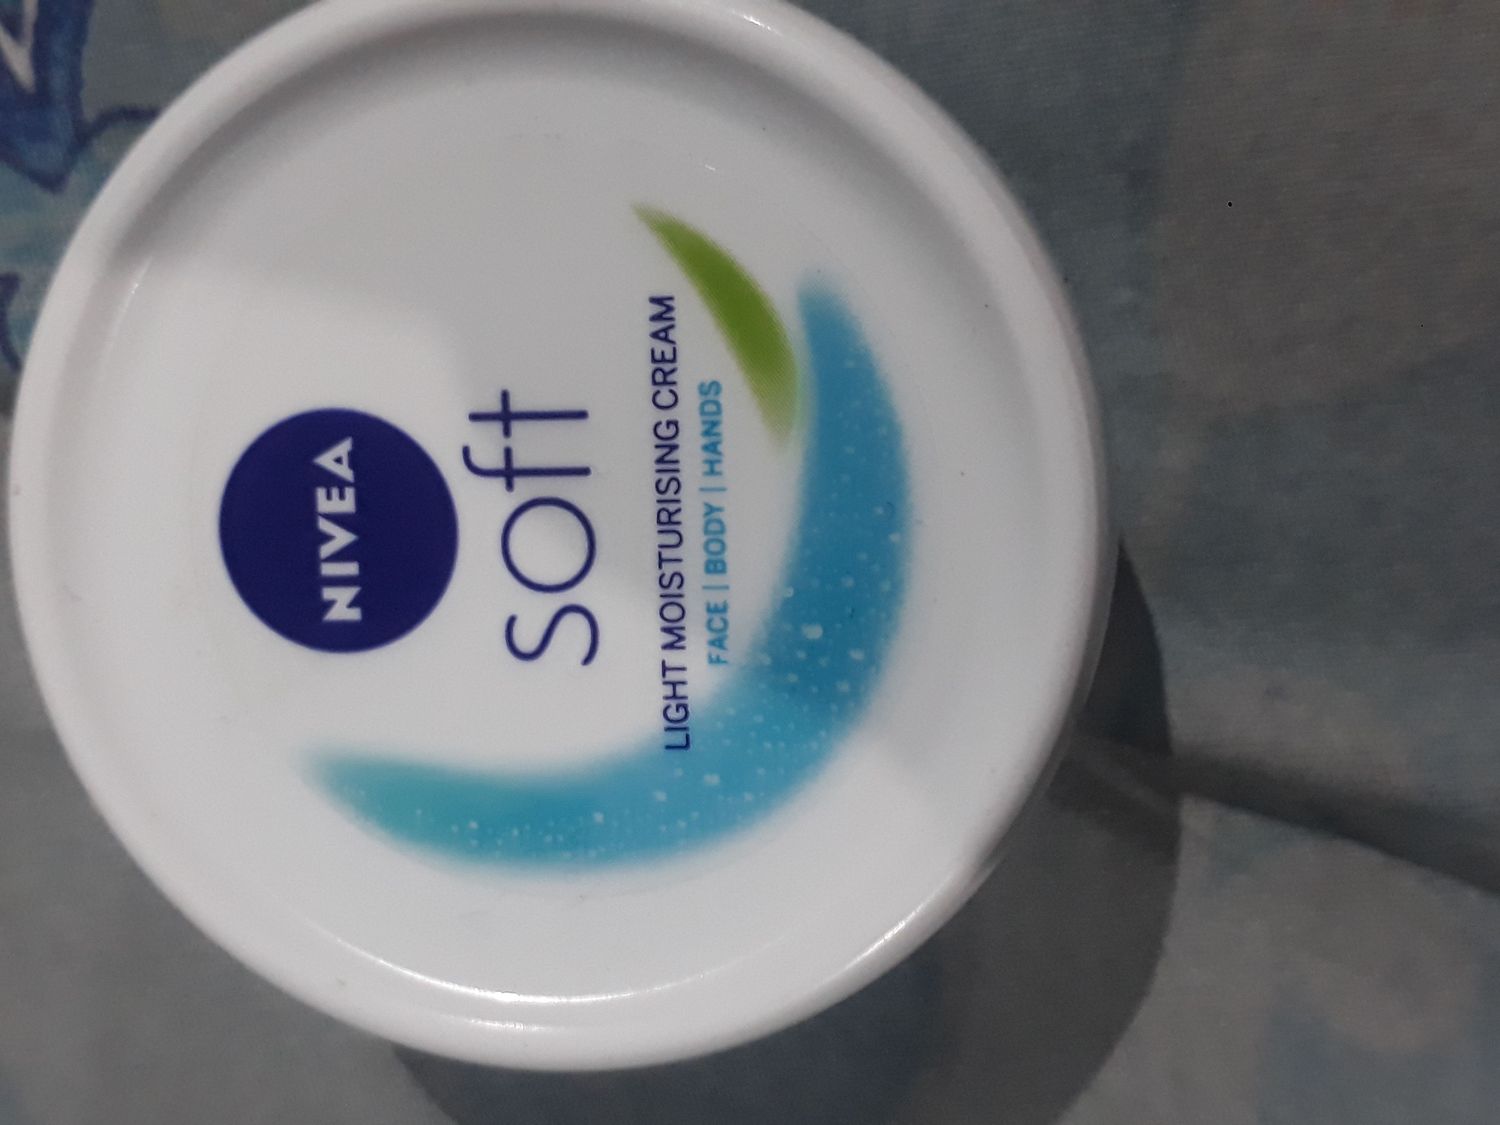 NIVEA
soft
LIGHT MOISTURISING CREAM
FACE | BODY | HANDS